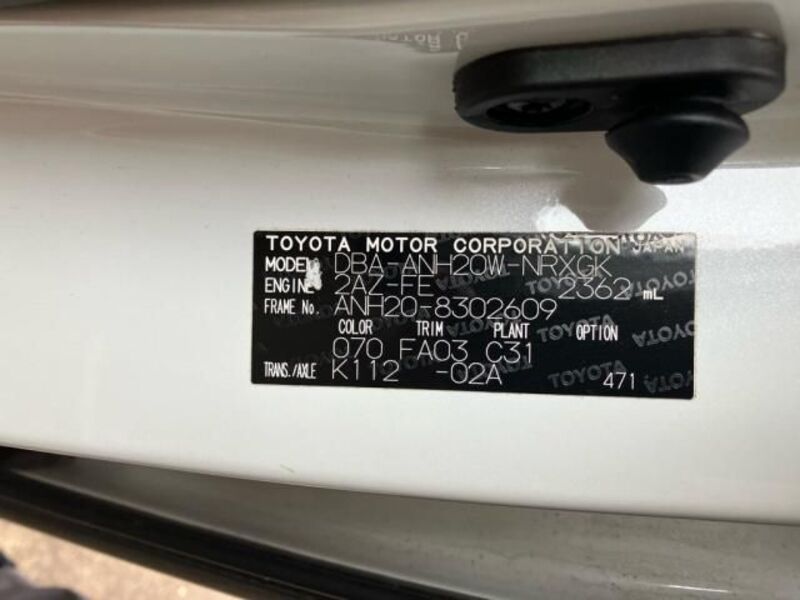 TOYOTA MOTOR CORPORATION JAPAN
MODEL DBA-ANH20W-NRXGK
ENGINE 2AZ-FE 2362 mL
FRAME No. ANH20-8302609
COLOR TRIM PLANT OPTION
070 FA03 C31
TRANS./AXLE K112 -02A 471